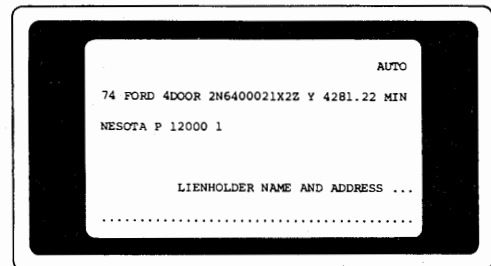 AUTO
74 FORD 4DOOR 2N6400021X2Z Y 4281.22 MIN
NESOTA P 12000 1
LIENHOLDER NAME AND ADDRESS ...
.......................................